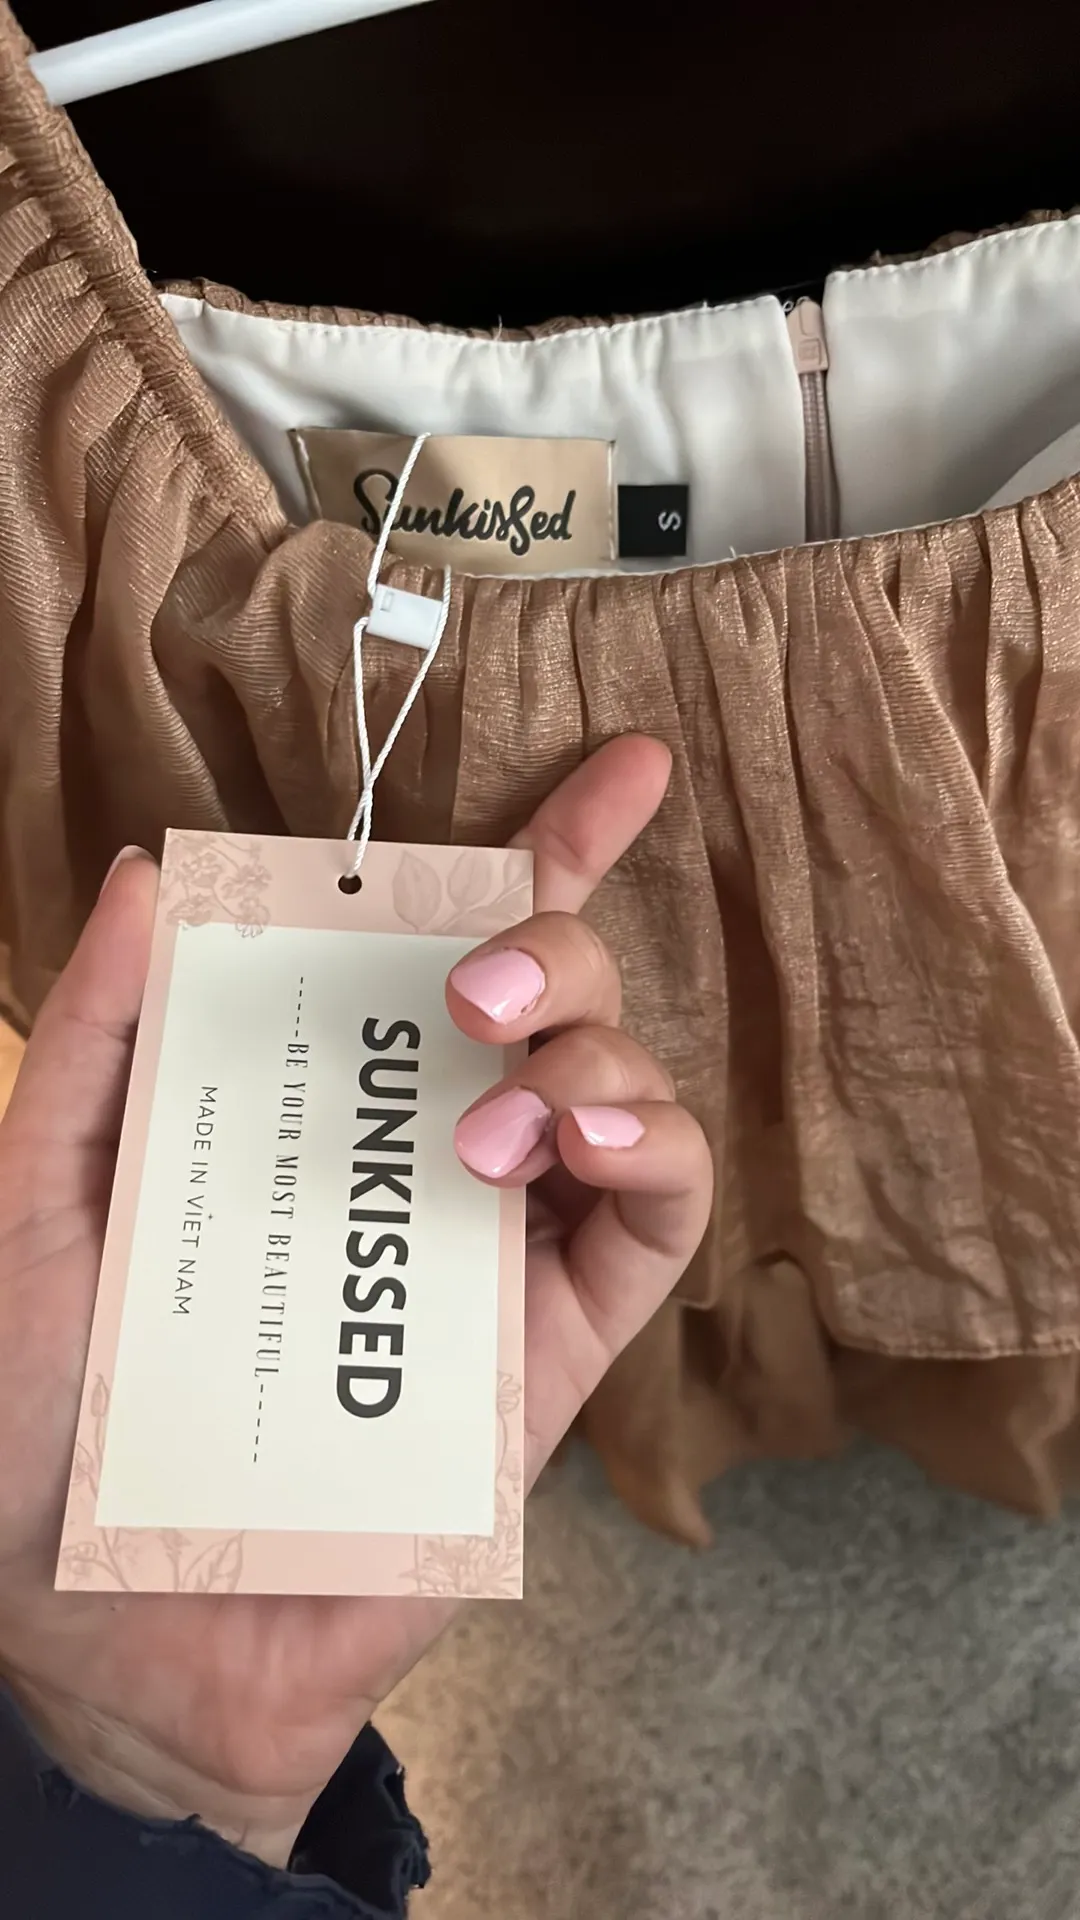 Sunkissed
S
SUNKISSED
-----BE YOUR MOST BEAUTIFUL-----
MADE IN VIỆT NAM